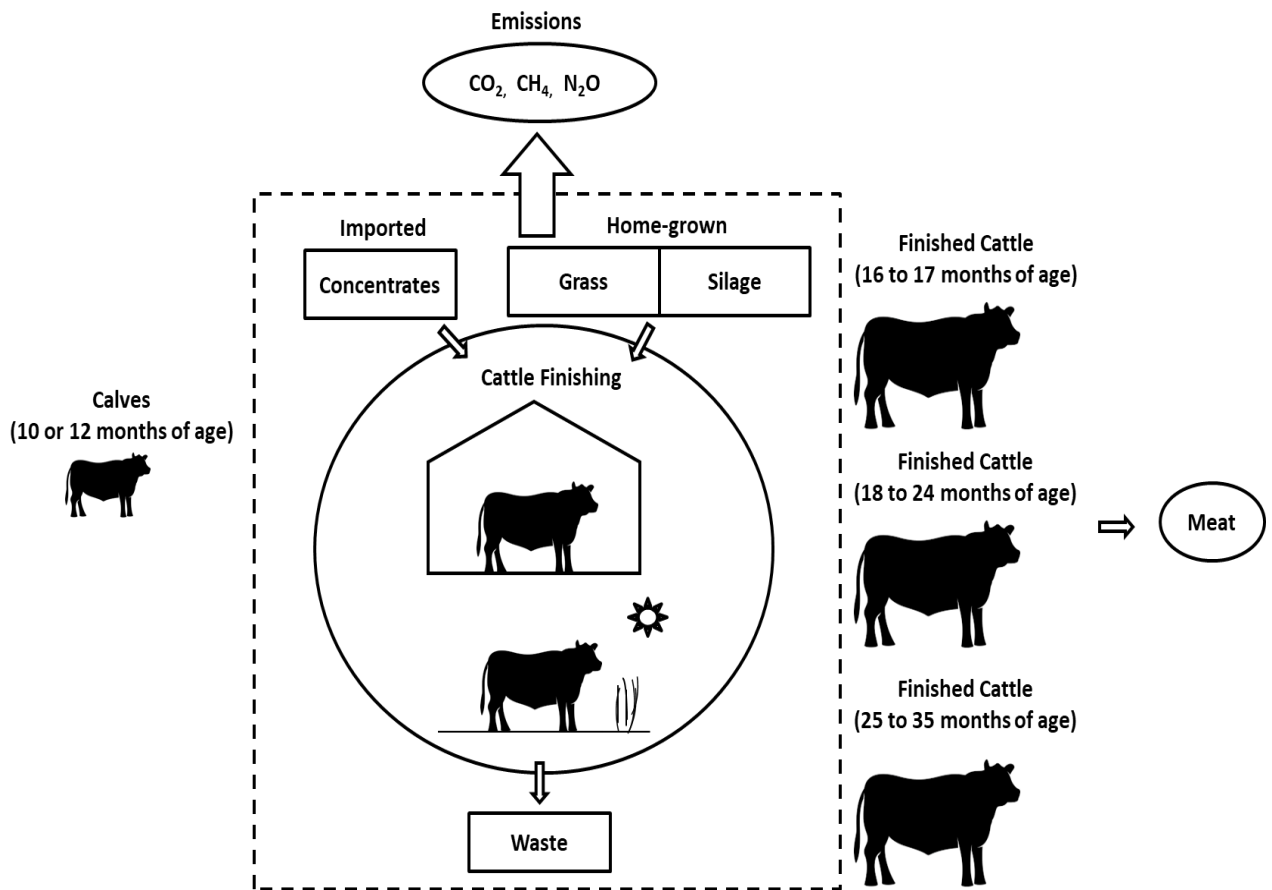 Emissions
CO₂, CH₄, N₂O
Imported
Concentrates
Home-grown
Grass
Silage
Cattle Finishing
Calves
(10 or 12 months of age)
Waste
Finished Cattle
(16 to 17 months of age)
Finished Cattle
(18 to 24 months of age)
Finished Cattle
(25 to 35 months of age)
Meat